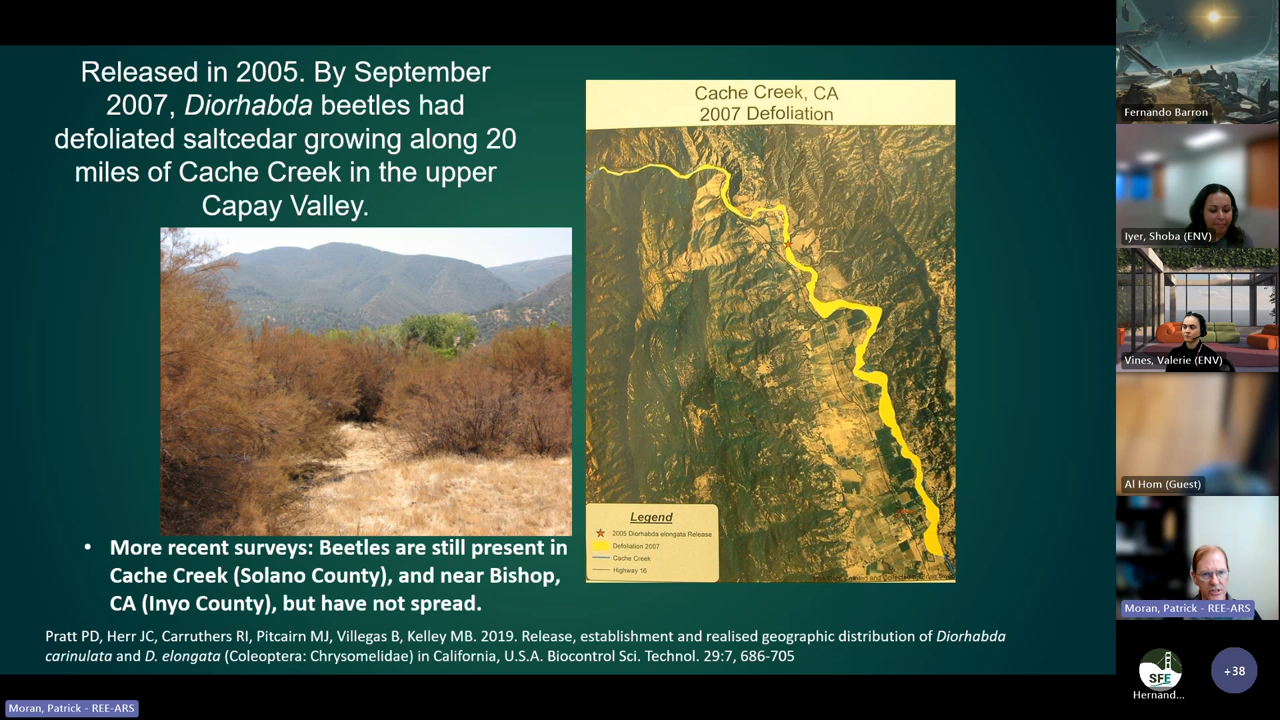 Released in 2005. By September
2007, Diorhabda beetles had
defoliated saltcedar growing along 20
miles of Cache Creek in the upper
Capay Valley.
Cache Creek, CA
2007 Defoliation
Legend
2005 Diorhabda elongata Release
Defoliation 2007
Cache Creek
Highway 16
• More recent surveys: Beetles are still present in
Cache Creek (Solano County), and near Bishop,
CA (Inyo County), but have not spread.
Pratt PD, Herr JC, Carruthers RI, Pitcairn MJ, Villegas B, Kelley MB. 2019. Release, establishment and realised geographic distribution of Diorhabda
carinulata and D. elongata (Coleoptera: Chrysomelidae) in California, U.S.A. Biocontrol Sci. Technol. 29:7, 686-705
Moran, Patrick - REE-ARS
Fernando Barron
Iyer, Shoba (ENV)
Vines, Valerie (ENV)
Al Hom (Guest)
Moran, Patrick - REE-ARS
SFE
Hernand...
+38